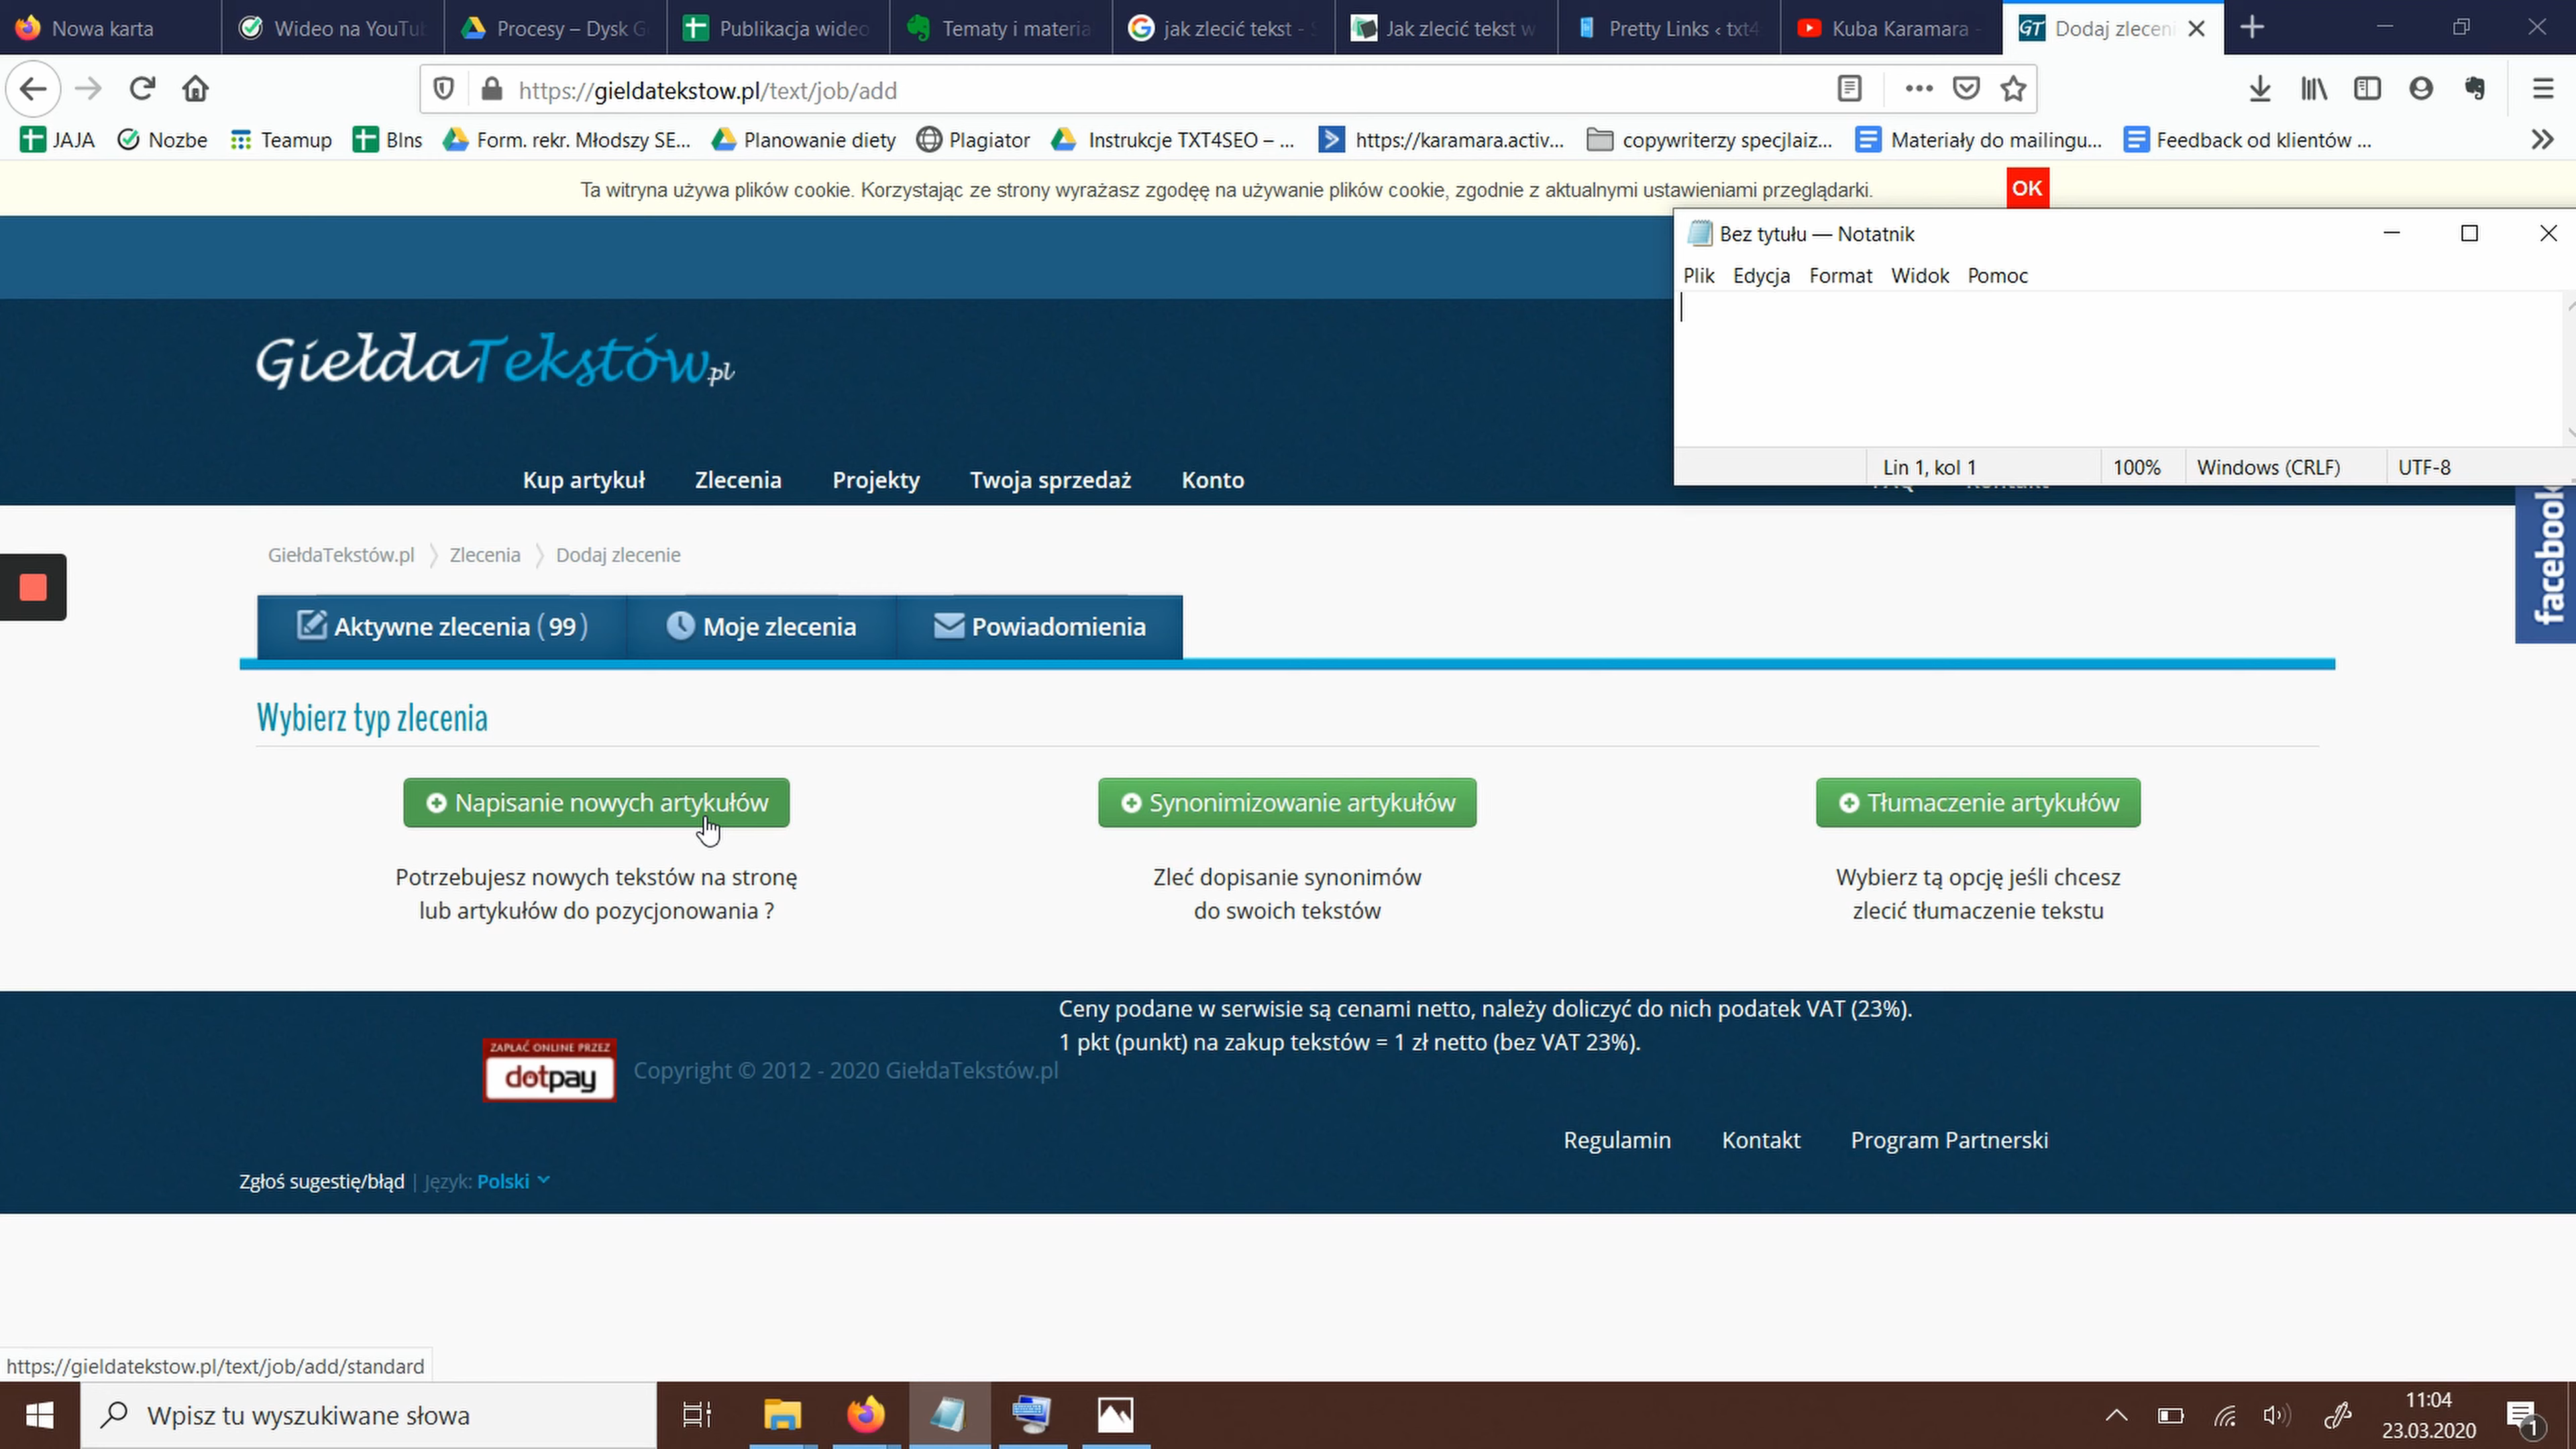 Nowa karta
Wideo na YouTub
Procesy – Dysk G
Publikacja wideo
Tematy i materia
jak zlecić tekst - S
Jak zlecić tekst w
Pretty Links ‹ txt4
Kuba Karamara -
GT Dodaj zleceni
https://gieldatekstow.pl/text/job/add
JAJA
Nozbe
Teamup
BIns
Form. rekr. Młodszy SE...
Planowanie diety
Plagiator
Instrukcje TXT4SEO – ...
https://karamara.activ...
copywriterzy specjlaiz...
Materiały do mailingu...
Feedback od klientów ...
Ta witryna używa plików cookie. Korzystając ze strony wyrażasz zgodęę na używanie plików cookie, zgodnie z aktualnymi ustawieniami przeglądarki.
OK
Bez tytułu — Notatnik
Plik Edycja Format Widok Pomoc
Lin 1, kol 1 100% Windows (CRLF) UTF-8
GiełdaTekstów.pl
Kup artykuł Zlecenia Projekty Twoja sprzedaż Konto
facebook
GiełdaTekstów.pl Zlecenia Dodaj zlecenie
Aktywne zlecenia ( 99 ) Moje zlecenia Powiadomienia
Wybierz typ zlecenia
Napisanie nowych artykułów
Potrzebujesz nowych tekstów na stronę
lub artykułów do pozycjonowania ?
Synonimizowanie artykułów
Zleć dopisanie synonimów
do swoich tekstów
Tłumaczenie artykułów
Wybierz tą opcję jeśli chcesz
zlecić tłumaczenie tekstu
Ceny podane w serwisie są cenami netto, należy doliczyć do nich podatek VAT (23%).
1 pkt (punkt) na zakup tekstów = 1 zł netto (bez VAT 23%).
ZAPŁAĆ ONLINE PRZEZ
dotpay
Copyright © 2012 - 2020 GiełdaTekstów.pl
Regulamin Kontakt Program Partnerski
Zgłoś sugestię/błąd | Język: Polski
https://gieldatekstow.pl/text/job/add/standard
Wpisz tu wyszukiwane słowa
11:04
23.03.2020
1